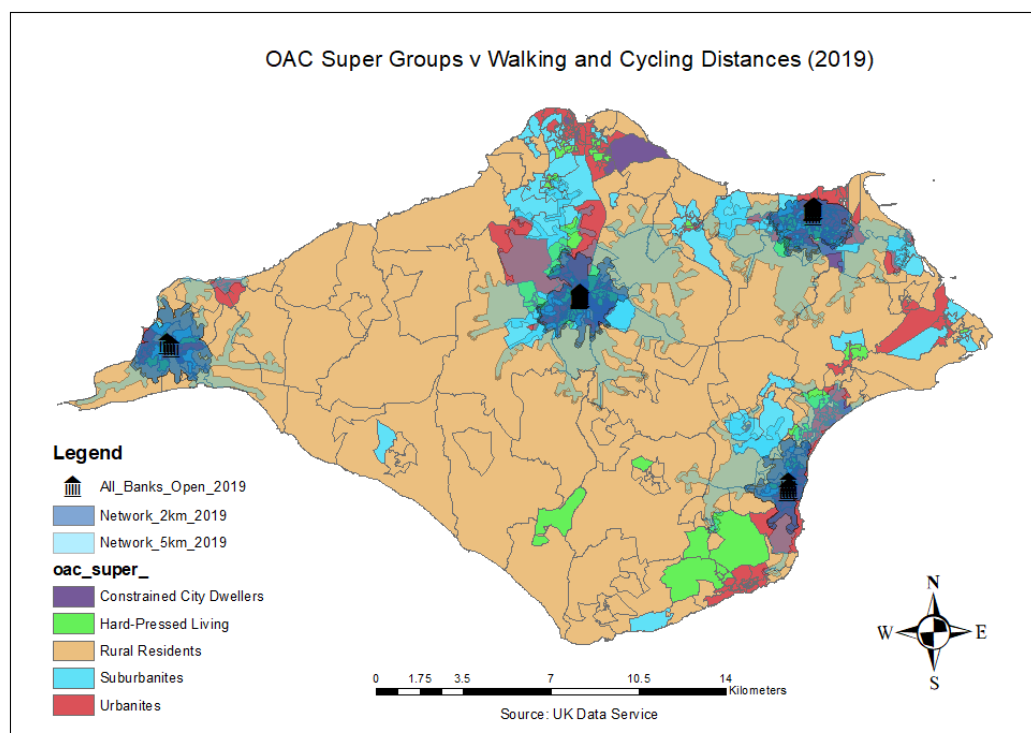 OAC Super Groups v Walking and Cycling Distances (2019)
Legend
All_Banks_Open_2019
Network_2km_2019
Network_5km_2019
oac_super_
Constrained City Dwellers
Hard-Pressed Living
Rural Residents
Suburbanites
Urbanites
0 1.75 3.5 7 10.5 14
Kilometers
Source: UK Data Service
N
W E
S